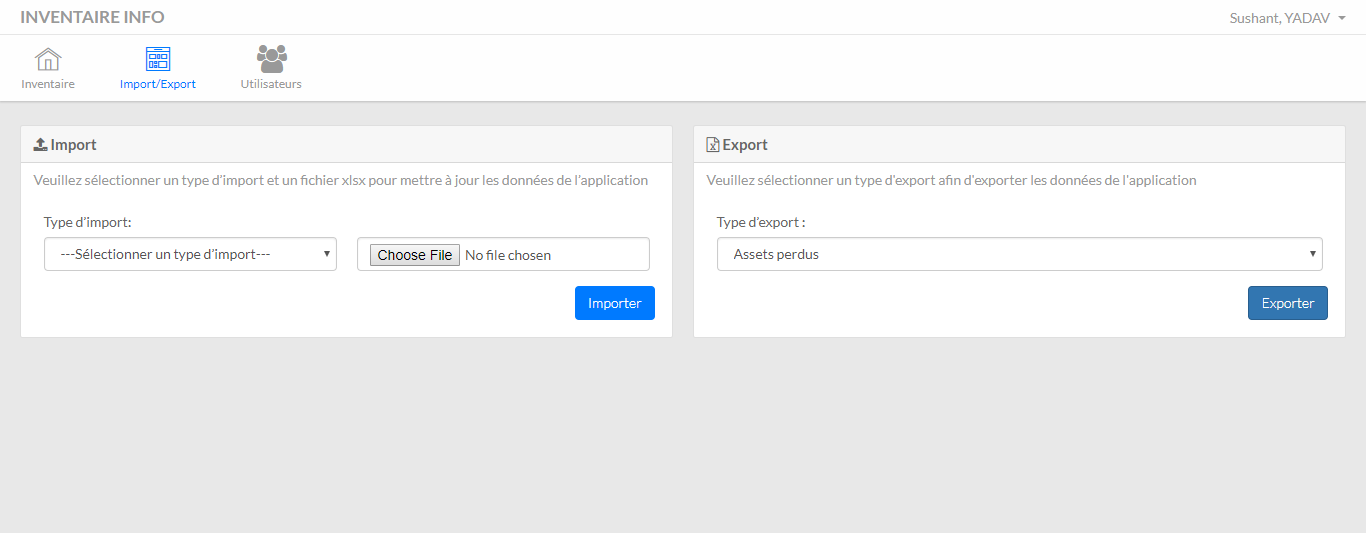 INVENTAIRE INFO
Sushant, YADAV
Inventaire
Import/Export
Utilisateurs
Import
Veuillez sélectionner un type d'import et un fichier xlsx pour mettre à jour les données de l'application
Type d'import:
---Sélectionner un type d'import---
Choose File No file chosen
Importer
Export
Veuillez sélectionner un type d'export afin d'exporter les données de l'application
Type d'export :
Assets perdus
Exporter